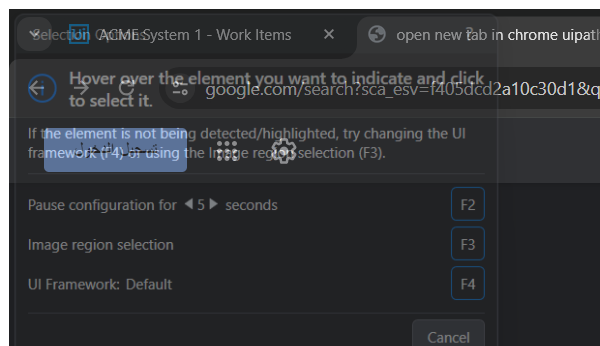 Selection Options
ACME System 1 - Work Items
open new tab in chrome uipath
?
Hover over the element you want to indicate and click
to select it.
google.com/search?sca_esv=f405dcd2a10c30d1&q
If the element is not being detected/highlighted, try changing the UI
framework (F4) or using the Image region selection (F3).
تسجيل الدخول
Pause configuration for 5 seconds
F2
Image region selection
F3
UI Framework: Default
F4
Cancel